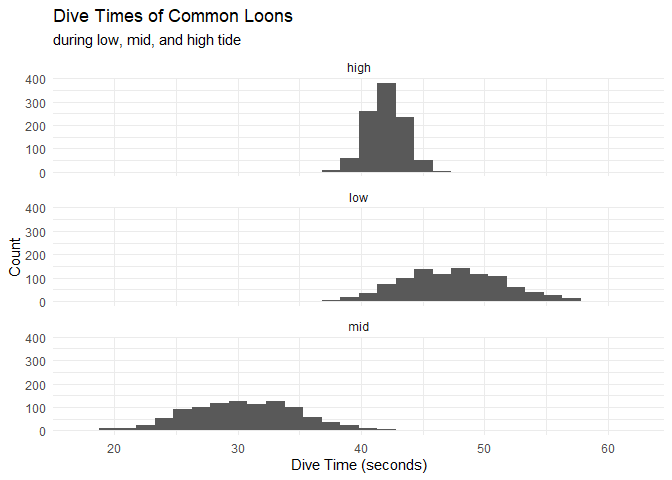 Dive Times of Common Loons
during low, mid, and high tide
high
400
300
200
100
0
low
400
300
200
100
0
Count
mid
400
300
200
100
0
20 30 40 50 60
Dive Time (seconds)